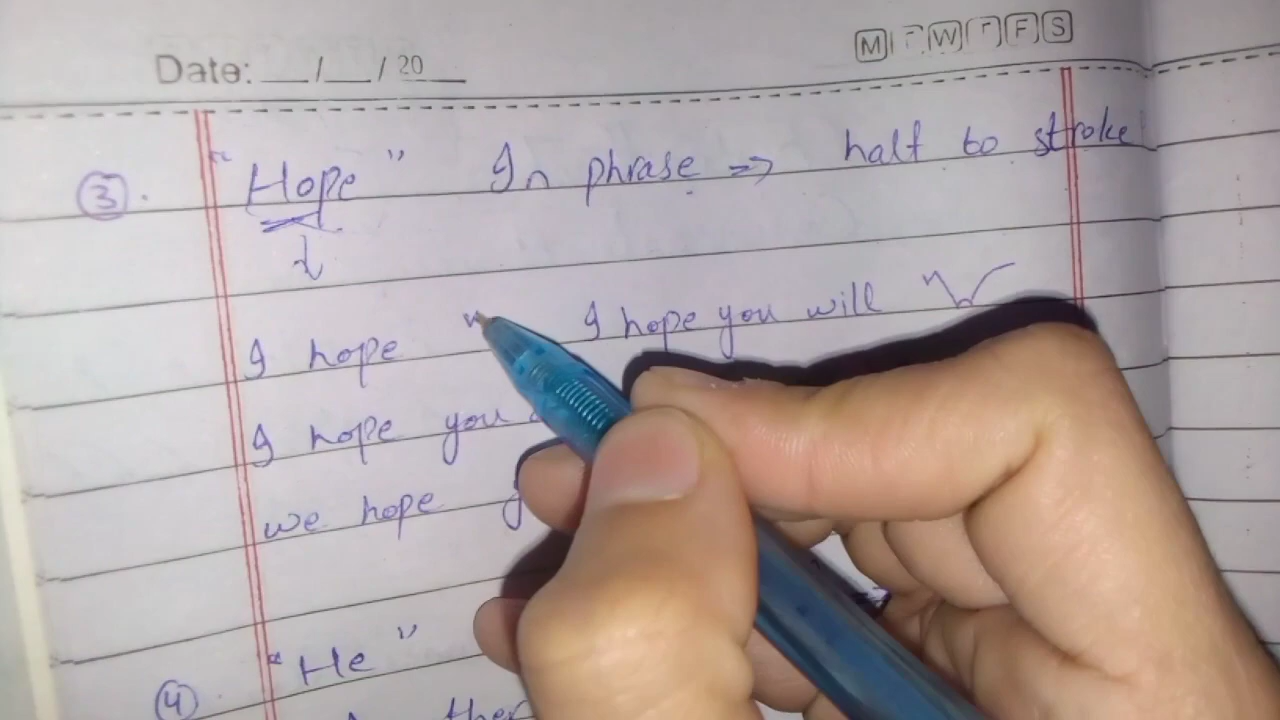 Date: __/__/ 20__ M T W T F S
3. "Hope" In phrase => half to stroke
I hope I hope you will
I hope you
we hope
4. "He"